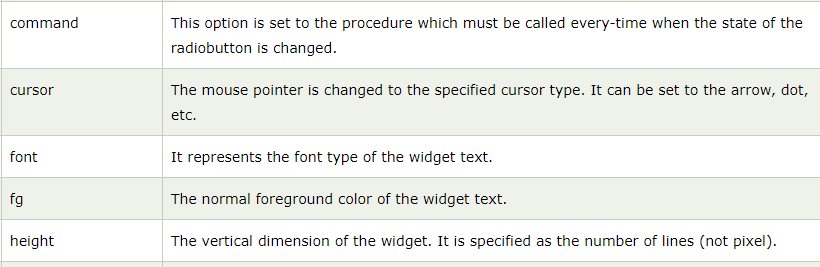 command
This option is set to the procedure which must be called every-time when the state of the
radiobutton is changed.
cursor
The mouse pointer is changed to the specified cursor type. It can be set to the arrow, dot,
etc.
font
It represents the font type of the widget text.
fg
The normal foreground color of the widget text.
height
The vertical dimension of the widget. It is specified as the number of lines (not pixel).